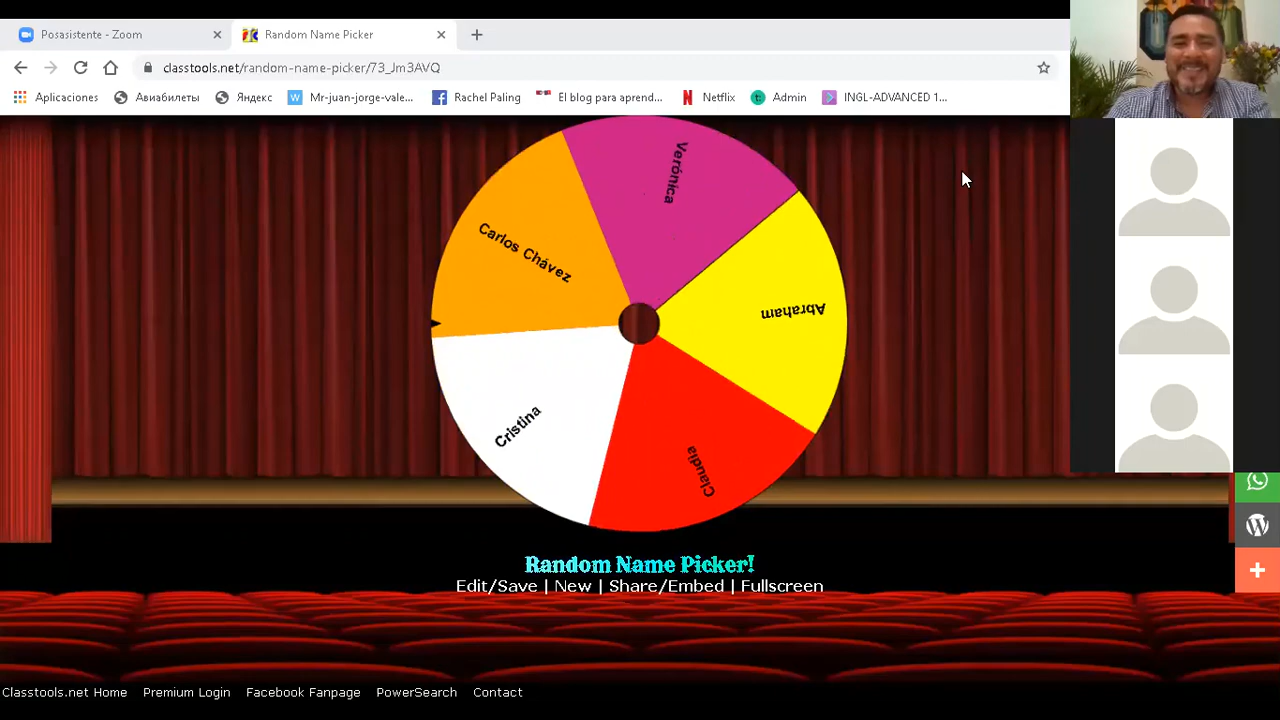 Posasistente - Zoom
Random Name Picker
classtools.net/random-name-picker/73_Jm3AVQ
Aplicaciones
Авиабилеты
Яндекс
Mr-juan-jorge-vale...
Rachel Paling
El blog para aprend...
Netflix
Admin
INGL-ADVANCED 1...
Verónica
Carlos Chávez
Abraham
Cristina
Claudia
Random Name Picker!
Edit/Save | New | Share/Embed | Fullscreen
Classtools.net Home
Premium Login
Facebook Fanpage
PowerSearch
Contact